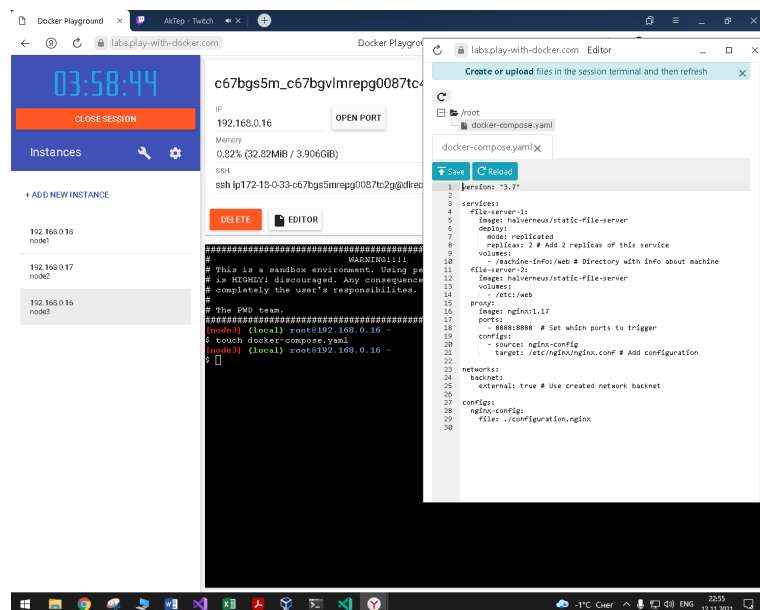 Docker Playground
AkTep - Twitch
labs.play-with-docker.com
Docker Playgrou
03:58:44
CLOSE SESSION
Instances
+ ADD NEW INSTANCE
192.168.0.18
node1
192.168.0.17
node2
192.168.0.16
node3
c67bgs5m_c67bgvlmrepg0087tc4
IP
192.168.0.16
OPEN PORT
Memory
0.82% (32.82MiB / 3.906GiB)
SSH
ssh ip172-18-0-33-c67bgs5mrepg0087tc2g@direc
DELETE
EDITOR
########################################
# WARNING!!!!
# This is a sandbox environment. Using pe
# is HIGHLY! discouraged. Any consequence
# completely the user's responsibilites.
#
# The PWD team.
########################################
[node3] (local) root@192.168.0.16 ~
$ touch docker-compose.yaml
[node3] (local) root@192.168.0.16 ~
$
labs.play-with-docker.com Editor
Create or upload files in the session terminal and then refresh
/root
docker-compose.yaml
docker-compose.yaml
Save
Reload
1 version: "3.7"
2
3 services:
4 file-server-1:
5 image: halverneus/static-file-server
6 deploy:
7 mode: replicated
8 replicas: 2 # Add 2 replicas of this service
9 volumes:
10 - /machine-info:/web # Directory with info about machine
11 file-server-2:
12 image: halverneus/static-file-server
13 volumes:
14 - /etc:/web
15 proxy:
16 image: nginx:1.17
17 ports:
18 - 8080:8080 # Set which ports to trigger
19 configs:
20 - source: nginx-config
21 target: /etc/nginx/nginx.conf # Add configuration
22
23 networks:
24 backnet:
25 external: true # Use created network backnet
26
27 configs:
28 nginx-config:
29 file: ./configuration.nginx
30
-1°C Снег
ENG
22:55
12.11.2021